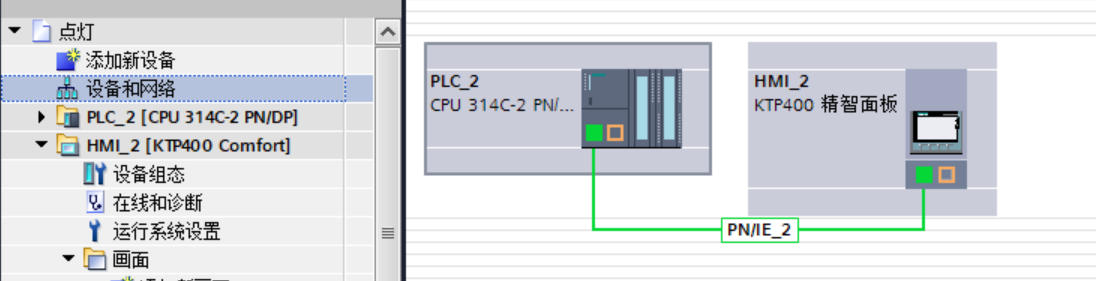 点灯
添加新设备
设备和网络
PLC_2 [CPU 314C-2 PN/DP]
HMI_2 [KTP400 Comfort]
设备组态
在线和诊断
运行系统设置
画面
PLC_2
CPU 314C-2 PN/...
HMI_2
KTP400 精智面板
PN/IE_2